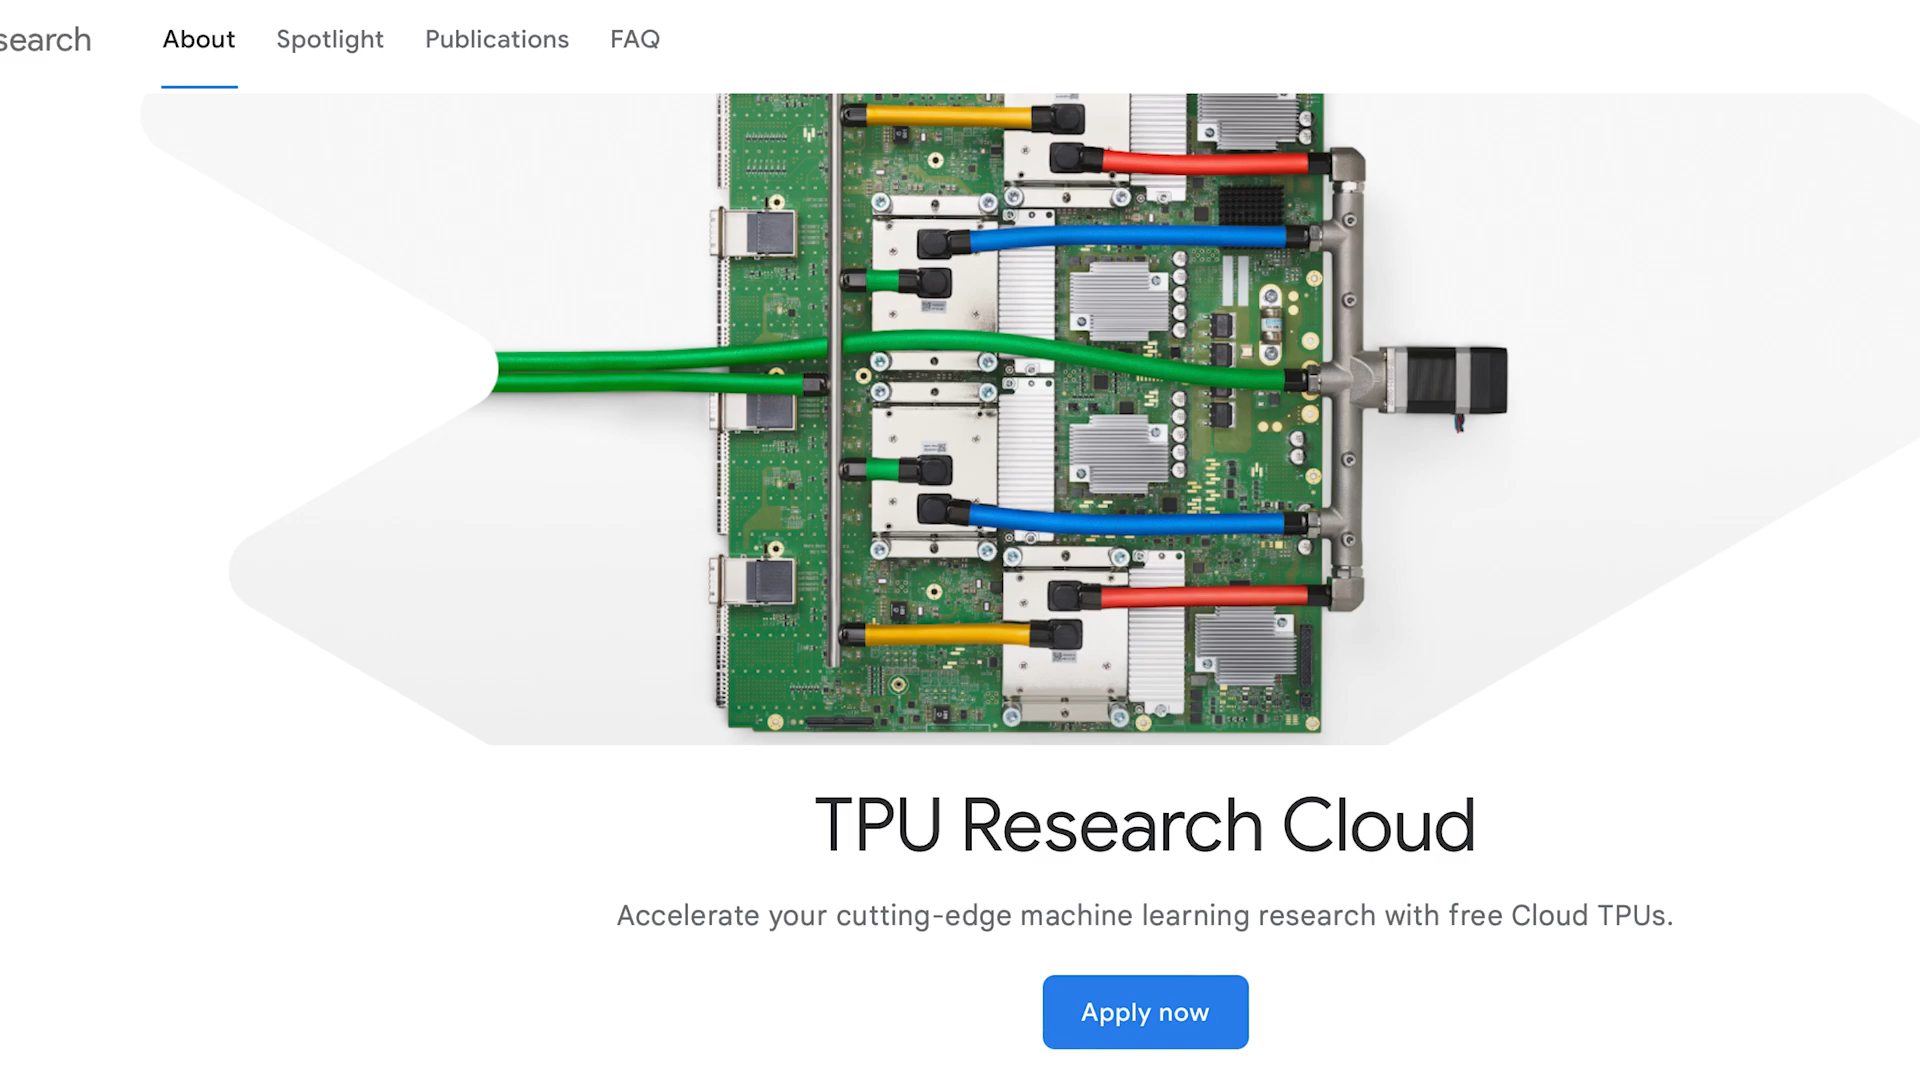 search
About
Spotlight
Publications
FAQ
TPU Research Cloud
Accelerate your cutting-edge machine learning research with free Cloud TPUs.
Apply now